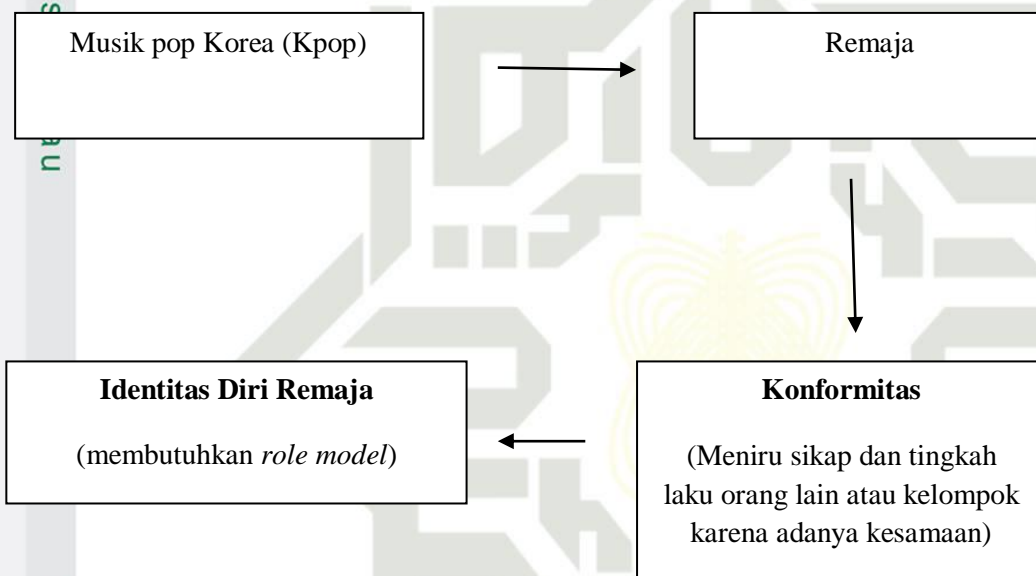 Musik pop Korea (Kpop)
Remaja
Identitas Diri Remaja
(membutuhkan role model)
Konformitas
(Meniru sikap dan tingkah
laku orang lain atau kelompok
karena adanya kesamaan)